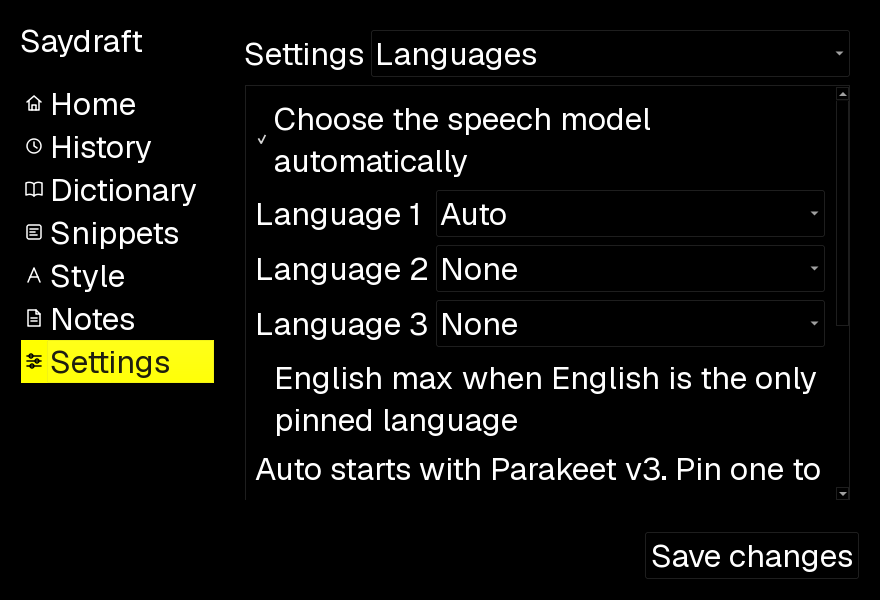 Saydraft
Home
History
Dictionary
Snippets
Style
Notes
Settings
Settings Languages
Choose the speech model
automatically
Language 1 Auto
Language 2 None
Language 3 None
English max when English is the only
pinned language
Auto starts with Parakeet v3. Pin one to
Save changes